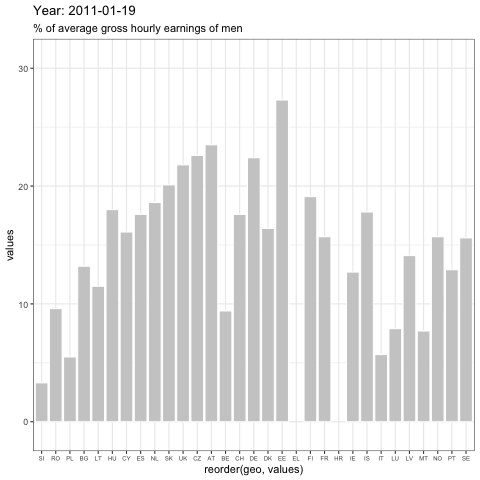 Year: 2011-01-19
% of average gross hourly earnings of men
30
20
10
0
values
SI RO PL BG LT HU CY ES NL SK UK CZ AT BE CH DE DK EE EL FI FR HR IE IS IT LU LV MT NO PT SE
reorder(geo, values)